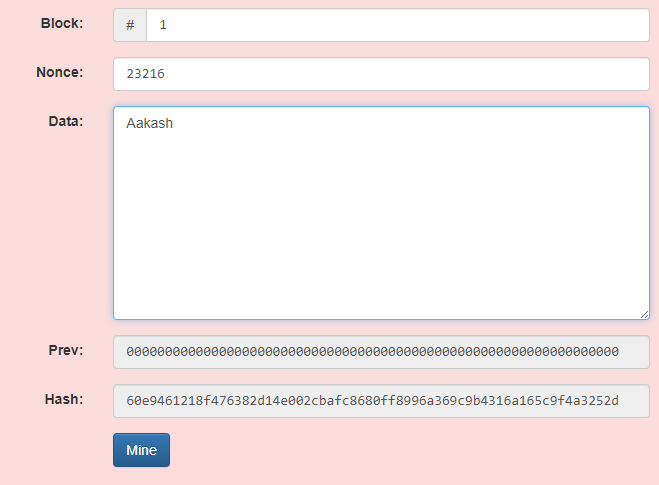 Block: # 1
Nonce: 23216
Data: Aakash
Prev: 0000000000000000000000000000000000000000000000000000000000000000
Hash: 60e9461218f476382d14e002cbafc8680ff8996a369c9b4316a165c9f4a3252d
Mine